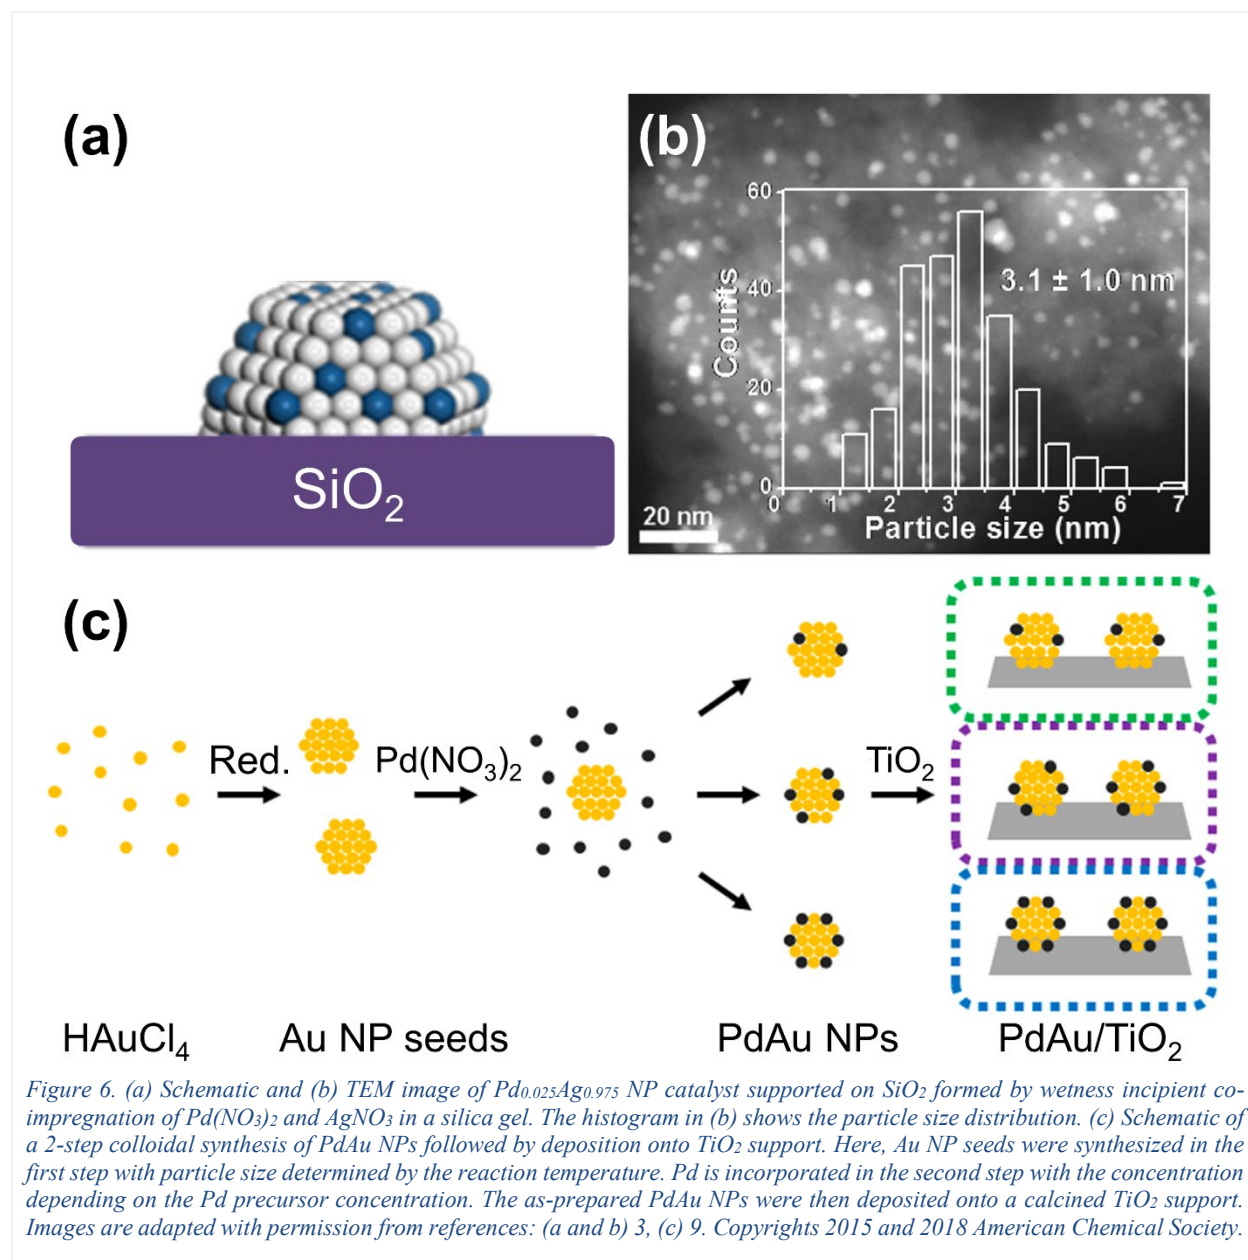 (a)
SiO₂
(b)
60
40
20
0
Counts
3.1 ± 1.0 nm
0 1 2 3 4 5 6 7
Particle size (nm)
20 nm
(c)
Red.
Pd(NO₃)₂
TiO₂
HAuCl₄
Au NP seeds
PdAu NPs
PdAu/TiO₂
Figure 6. (a) Schematic and (b) TEM image of Pd₀.₀₂₅Ag₀.₉₇₅ NP catalyst supported on SiO₂ formed by wetness incipient co-
impregnation of Pd(NO₃)₂ and AgNO₃ in a silica gel. The histogram in (b) shows the particle size distribution. (c) Schematic of
a 2-step colloidal synthesis of PdAu NPs followed by deposition onto TiO₂ support. Here, Au NP seeds were synthesized in the
first step with particle size determined by the reaction temperature. Pd is incorporated in the second step with the concentration
depending on the Pd precursor concentration. The as-prepared PdAu NPs were then deposited onto a calcined TiO₂ support.
Images are adapted with permission from references: (a and b) 3, (c) 9. Copyrights 2015 and 2018 American Chemical Society.